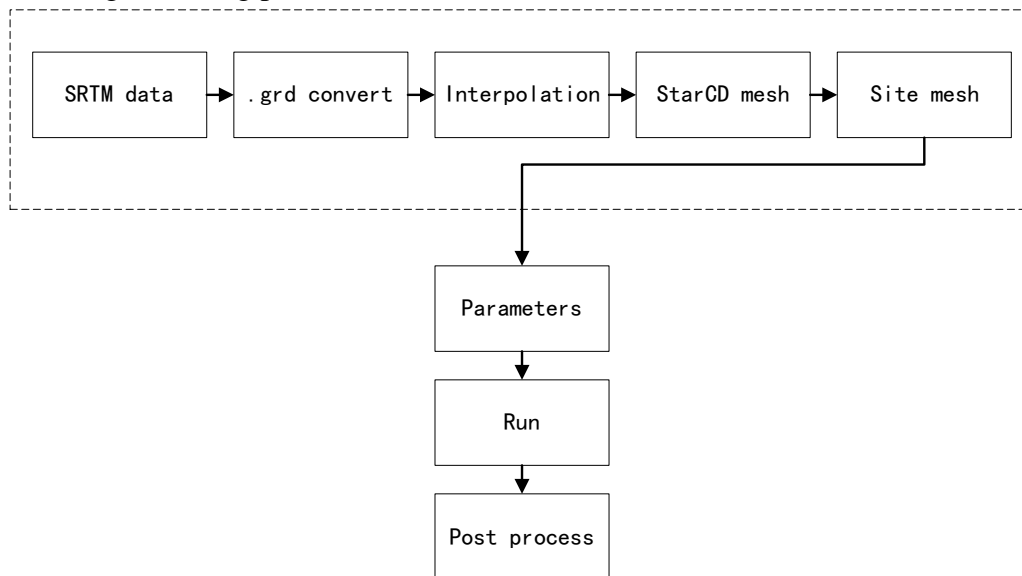 SRTM data
.grd convert
Interpolation
StarCD mesh
Site mesh
Parameters
Run
Post process